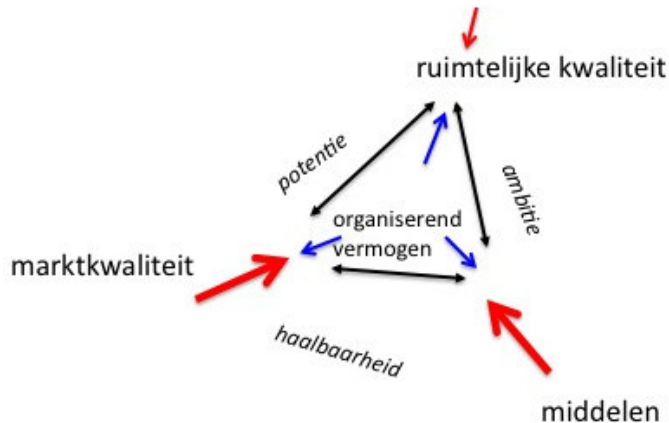 ruimtelijke kwaliteit
potentie
ambitie
organiserend
vermogen
marktkwaliteit
haalbaarheid
middelen